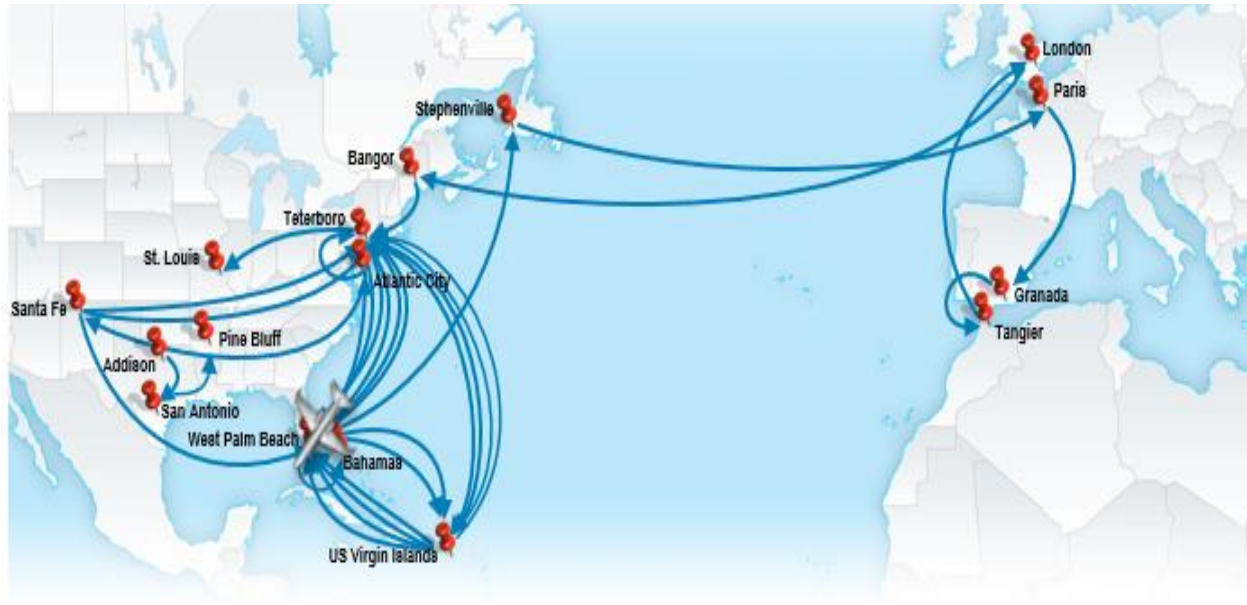 London
Paris
Stephenville
Bangor
Teterboro
St. Louis
Atlantic City
Santa Fe
Granada
Pine Bluff
Tangier
Addison
San Antonio
West Palm Beach
Bahamas
US Virgin Islands